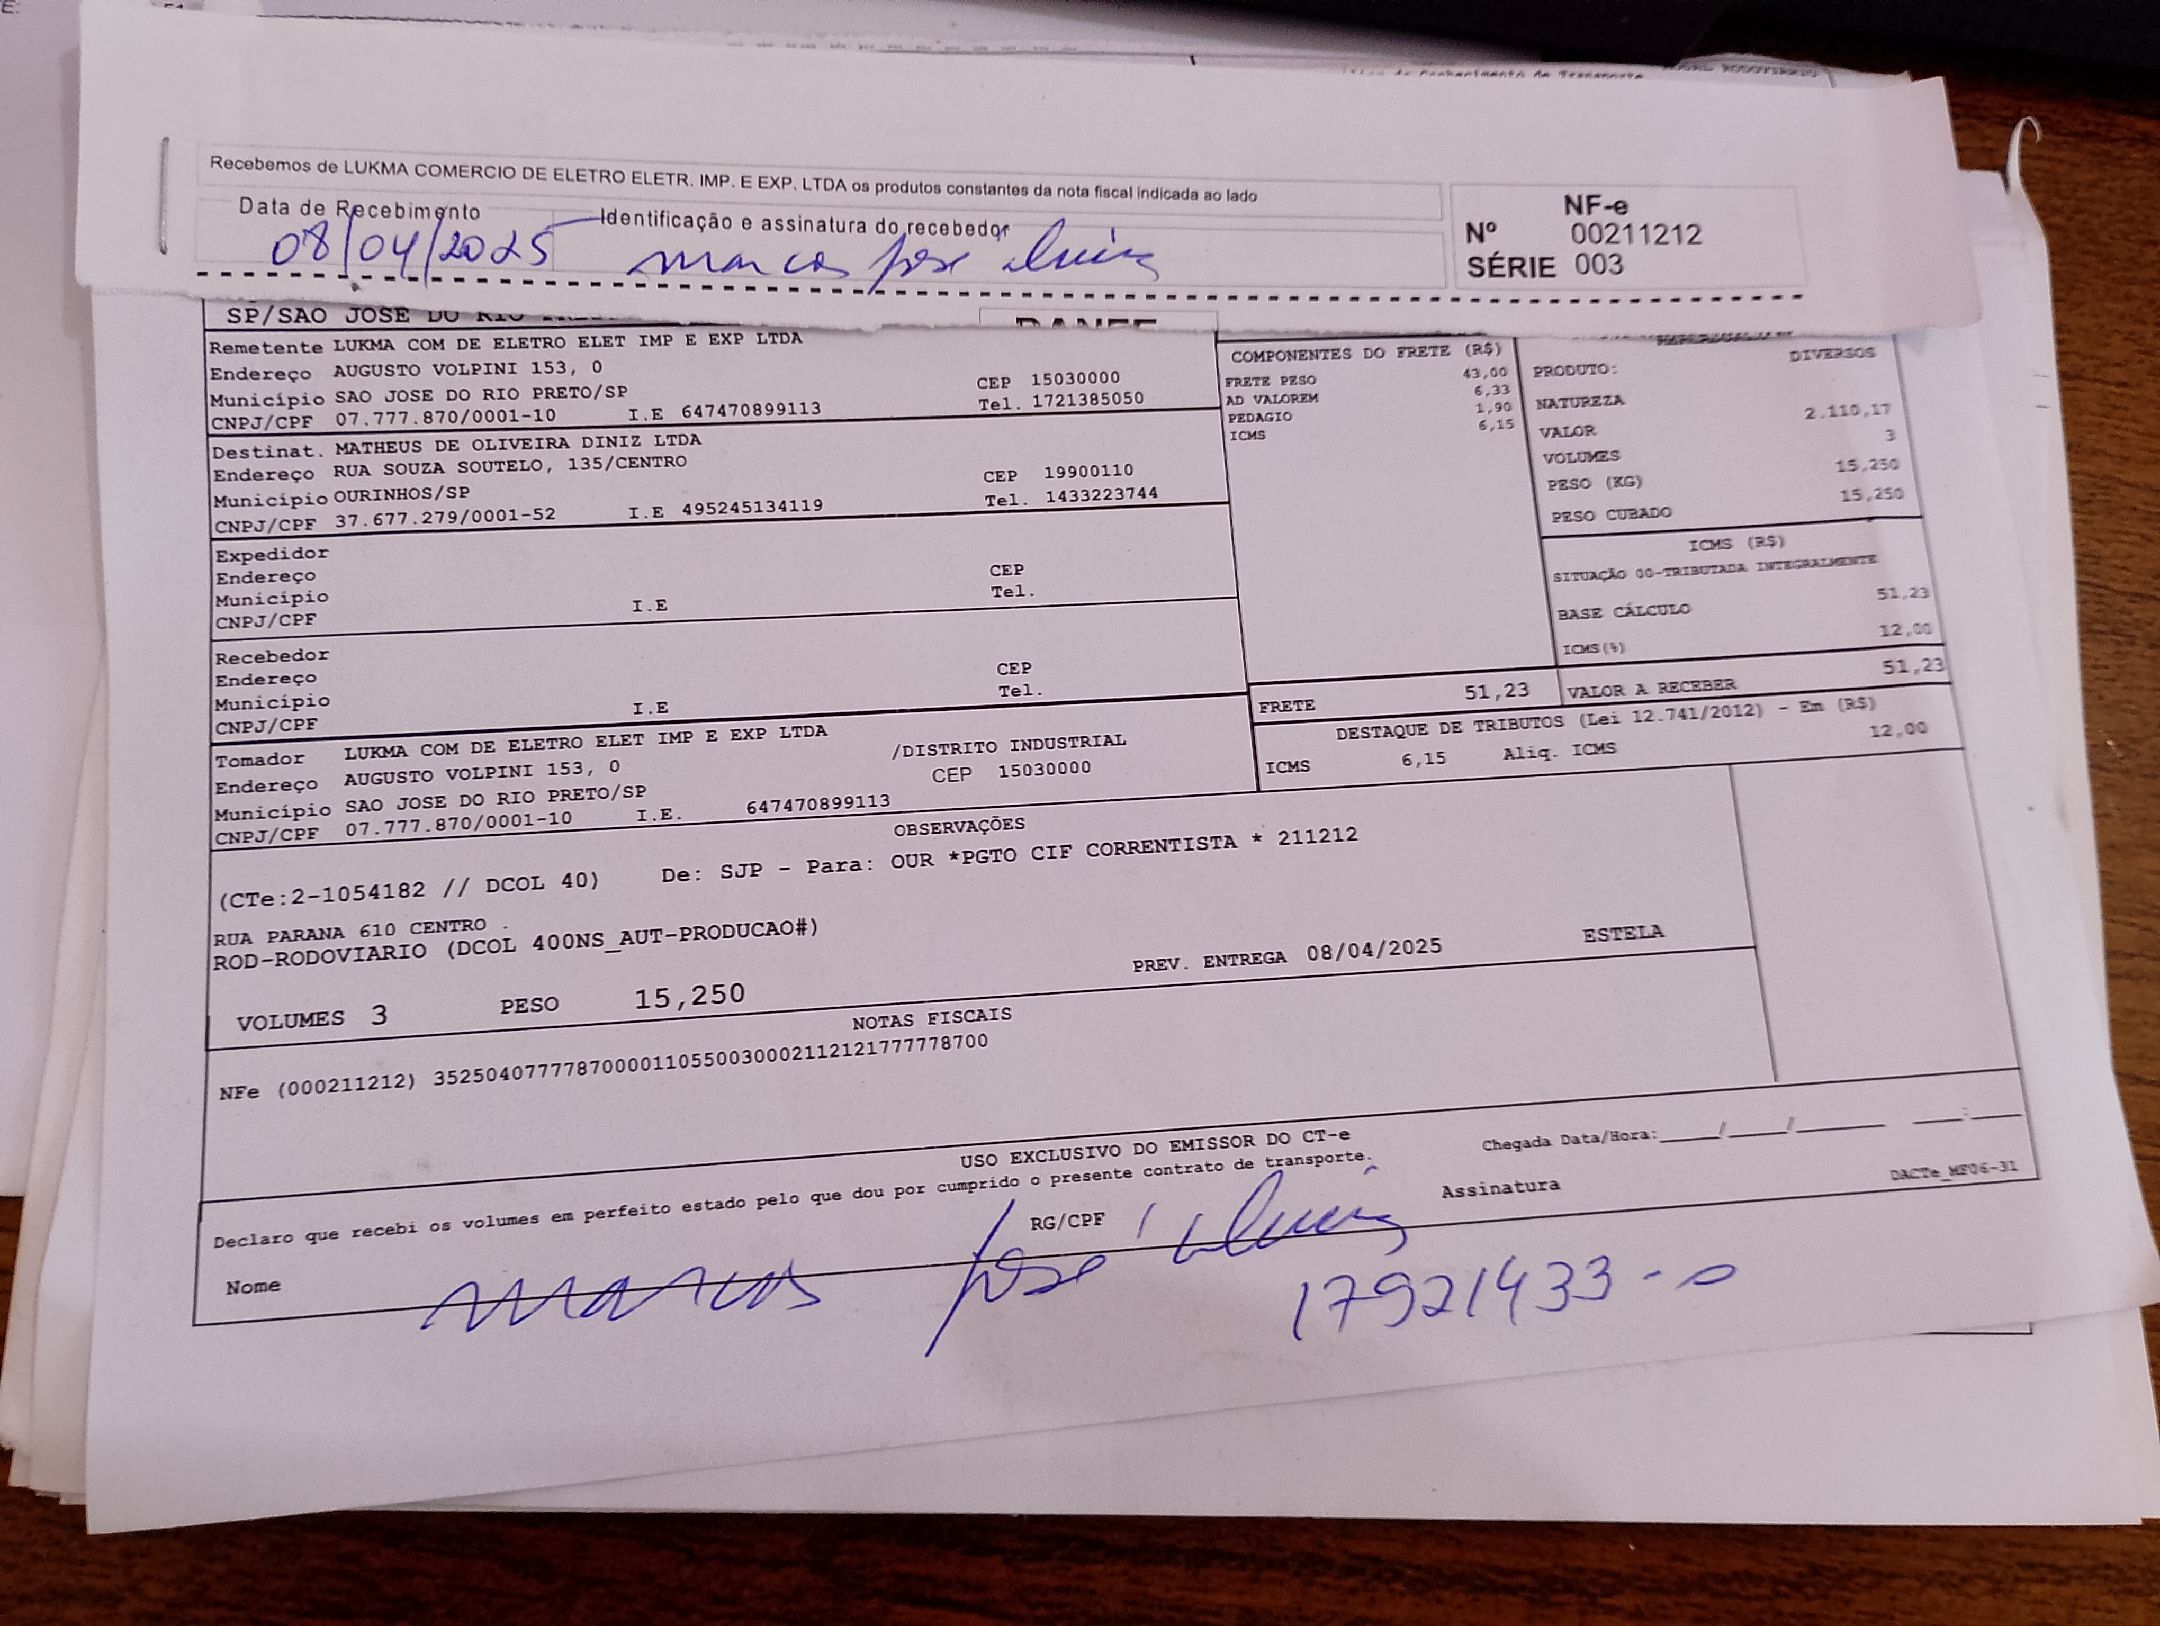 Recebemos de LUKMA COMERCIO DE ELETRO ELETR. IMP. E EXP. LTDA os produtos constantes da nota fiscal indicada ao lado
Data de Recebimento
Identificação e assinatura do recebedor
08/04/2025
marcos jose
NF-e
Nº 00211212
SÉRIE 003
SP/SAO JOSE DO RIO
DANFE
Remetente LUKMA COM DE ELETRO ELET IMP E EXP LTDA
Endereço AUGUSTO VOLPINI 153, 0
CEP 15030000
Município SAO JOSE DO RIO PRETO/SP
Tel. 1721385050
CNPJ/CPF 07.777.870/0001-10 I.E 647470899113
Destinat. MATHEUS DE OLIVEIRA DINIZ LTDA
Endereço RUA SOUZA SOUTELO, 135/CENTRO
CEP 19900110
Município OURINHOS/SP
Tel. 1433223744
CNPJ/CPF 37.677.279/0001-52 I.E 495245134119
Expedidor
Endereço
CEP
Município
Tel.
CNPJ/CPF I.E
Recebedor
Endereço
CEP
Município
Tel.
CNPJ/CPF I.E
Tomador LUKMA COM DE ELETRO ELET IMP E EXP LTDA
Endereço AUGUSTO VOLPINI 153, 0 /DISTRITO INDUSTRIAL
Município SAO JOSE DO RIO PRETO/SP CEP 15030000
CNPJ/CPF 07.777.870/0001-10 I.E. 647470899113
COMPONENTES DO FRETE (R$)
FRETE PESO 43,00
AD VALOREM 6,33
PEDAGIO 1,90
ICMS 6,15
PRODUTO: DIVERSOS
NATUREZA
VALOR 2.110,17
VOLUMES 3
PESO (KG) 15,250
PESO CUBADO 15,250
ICMS (R$)
SITUAÇÃO 00-TRIBUTADA INTEGRALMENTE
BASE CÁLCULO 51,23
ICMS(%) 12,00
FRETE 51,23
VALOR A RECEBER 51,23
DESTAQUE DE TRIBUTOS (Lei 12.741/2012) - Em (R$)
ICMS 6,15 Aliq. ICMS 12,00
OBSERVAÇÕES
(CTe:2-1054182 // DCOL 40) De: SJP - Para: OUR *PGTO CIF CORRENTISTA * 211212
RUA PARANA 610 CENTRO .
ROD-RODOVIARIO (DCOL 400NS_AUT-PRODUCAO#)
VOLUMES 3 PESO 15,250 PREV. ENTREGA 08/04/2025 ESTELA
NOTAS FISCAIS
NFe (000211212) 35250407777870000110550030002112121777778700
USO EXCLUSIVO DO EMISSOR DO CT-e
Declaro que recebi os volumes em perfeito estado pelo que dou por cumprido o presente contrato de transporte.
Chegada Data/Hora:_____/_____/________ ____:_____
Nome
RG/CPF
Assinatura
DACTe_MF06-31
marcos jose
17921433-0